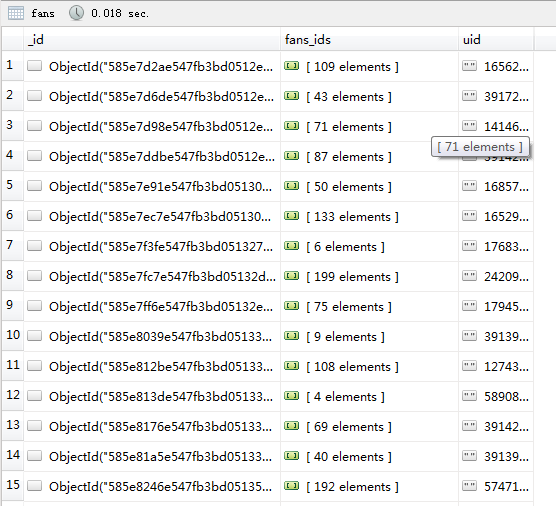 fans 0.018 sec.
_id fans_ids uid
1 ObjectId("585e7d2ae547fb3bd0512e... [ 109 elements ] 16562...
2 ObjectId("585e7d6de547fb3bd0512e... [ 43 elements ] 39172...
3 ObjectId("585e7d98e547fb3bd0512e... [ 71 elements ] 14146...
[ 71 elements ]
4 ObjectId("585e7ddbe547fb3bd0512e... [ 87 elements ] 39142...
5 ObjectId("585e7e91e547fb3bd05130... [ 50 elements ] 16857...
6 ObjectId("585e7ec7e547fb3bd05130... [ 133 elements ] 16529...
7 ObjectId("585e7f3fe547fb3bd051327... [ 6 elements ] 17683...
8 ObjectId("585e7fc7e547fb3bd05132d... [ 199 elements ] 24209...
9 ObjectId("585e7ff6e547fb3bd05132e... [ 75 elements ] 17945...
10 ObjectId("585e8039e547fb3bd05133... [ 9 elements ] 39139...
11 ObjectId("585e812be547fb3bd05133... [ 108 elements ] 12743...
12 ObjectId("585e813de547fb3bd05133... [ 4 elements ] 58908...
13 ObjectId("585e8176e547fb3bd05133... [ 69 elements ] 39142...
14 ObjectId("585e81a5e547fb3bd05133... [ 40 elements ] 39139...
15 ObjectId("585e8246e547fb3bd05135... [ 192 elements ] 57471...